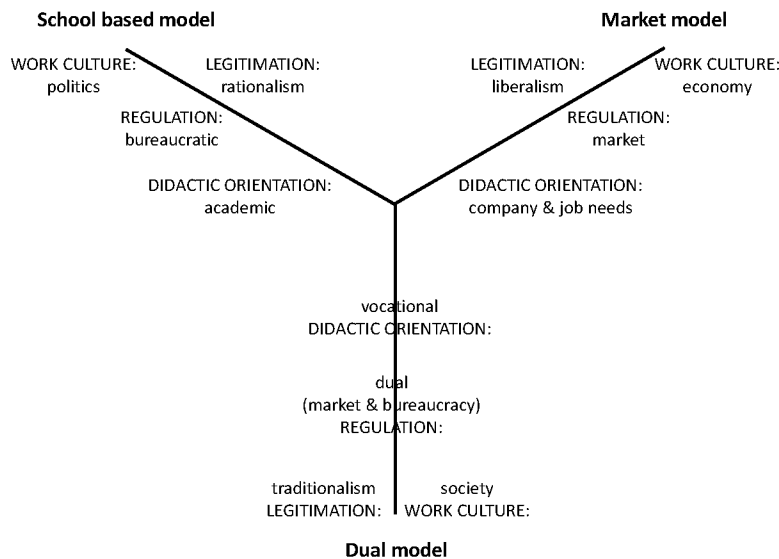 School based model
Market model
WORK CULTURE:
politics
LEGITIMATION:
rationalism
LEGITIMATION:
liberalism
WORK CULTURE:
economy
REGULATION:
bureaucratic
REGULATION:
market
DIDACTIC ORIENTATION:
academic
DIDACTIC ORIENTATION:
company & job needs
vocational
DIDACTIC ORIENTATION:
dual
(market & bureaucracy)
REGULATION:
traditionalism
LEGITIMATION:
society
WORK CULTURE:
Dual model